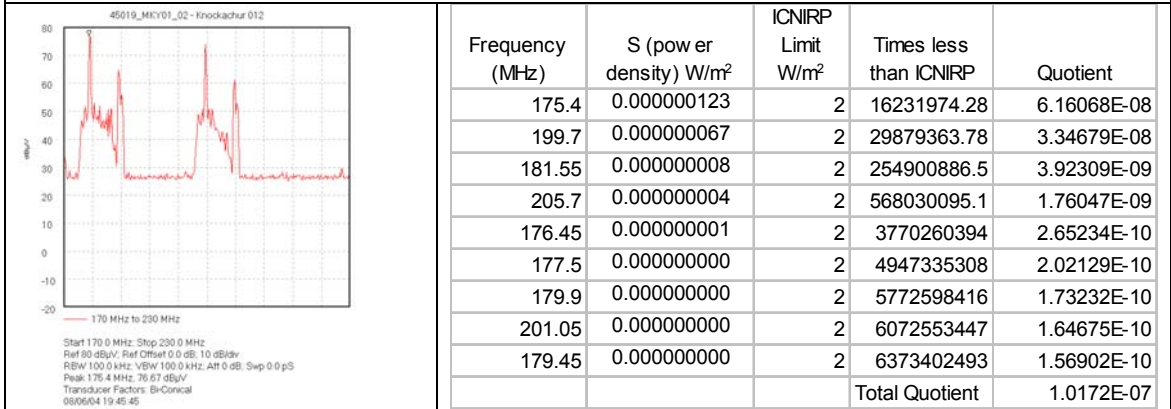 45019_MKY01_02 - Knockachur 012
80
70
60
50
40
30
20
10
0
-10
-20
dBµV
170 MHz to 230 MHz
Start 170.0 MHz; Stop 230.0 MHz
Ref 80 dBµV; Ref Offset 0.0 dB; 10 dB/div
RBW 100.0 kHz; VBW 100.0 kHz; Att 0 dB; Swp 0.0 pS
Peak 175.4 MHz, 76.67 dBµV
Transducer Factors: Bi-Conical
08/06/04 19:45:45
Frequency (MHz) S (power density) W/m² ICNIRP Limit W/m² Times less than ICNIRP Quotient
175.4 0.000000123 2 16231974.28 6.16068E-08
199.7 0.000000067 2 29879363.78 3.34679E-08
181.55 0.000000008 2 254900886.5 3.92309E-09
205.7 0.000000004 2 568030095.1 1.76047E-09
176.45 0.000000001 2 3770260394 2.65234E-10
177.5 0.000000000 2 4947335308 2.02129E-10
179.9 0.000000000 2 5772598416 1.73232E-10
201.05 0.000000000 2 6072553447 1.64675E-10
179.45 0.000000000 2 6373402493 1.56902E-10
Total Quotient 1.0172E-07